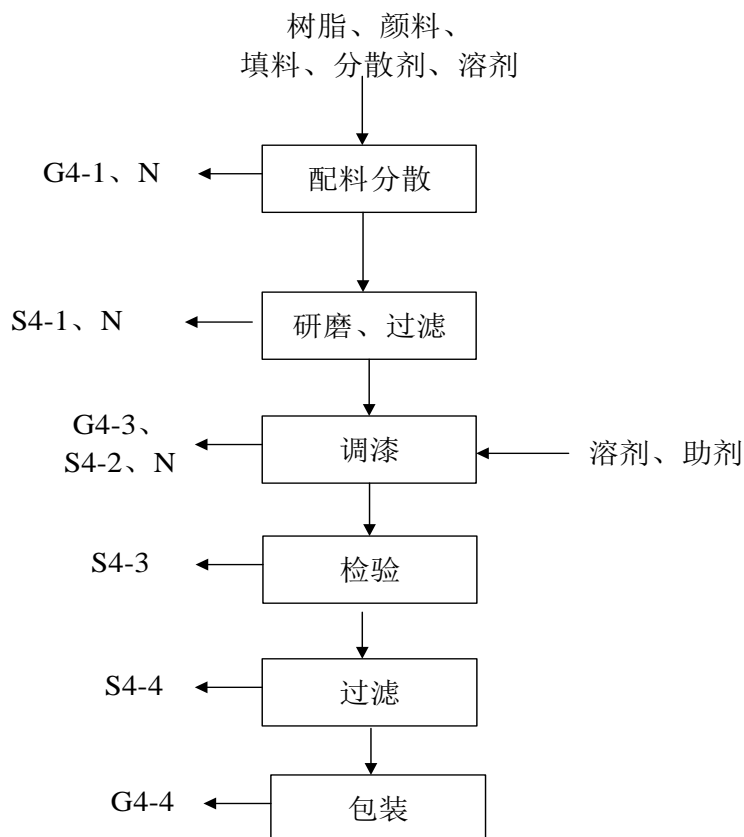 树脂、颜料、
填料、分散剂、溶剂
G4-1、N
配料分散
S4-1、N
研磨、过滤
G4-3、
S4-2、N
调漆
溶剂、助剂
S4-3
检验
S4-4
过滤
G4-4
包装